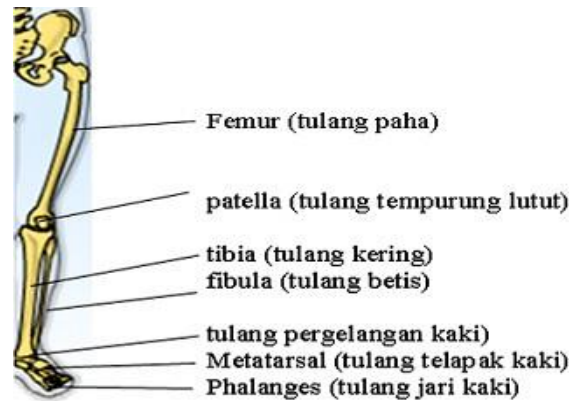 Femur (tulang paha)
patella (tulang tempurung lutut)
tibia (tulang kering)
fibula (tulang betis)
tulang pergelangan kaki)
Metatarsal (tulang telapak kaki
Phalanges (tulang jari kaki)